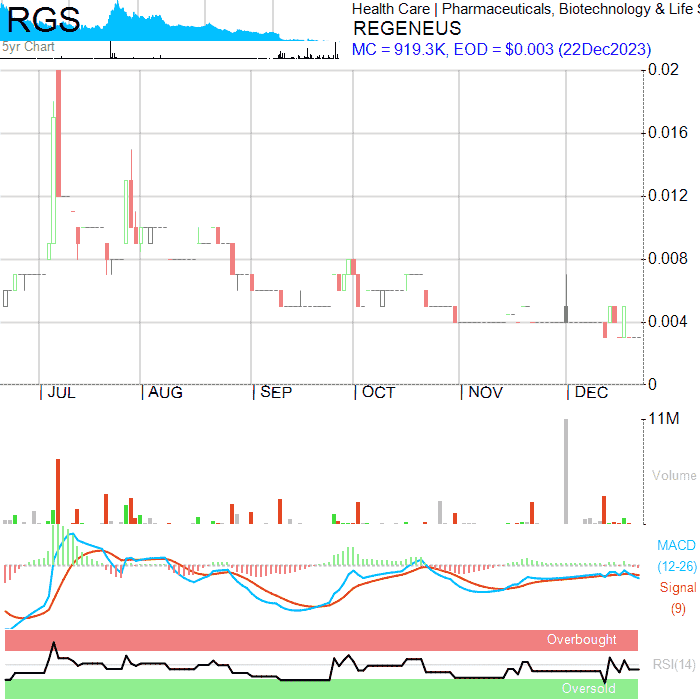 RGS
5yr Chart
Health Care | Pharmaceuticals, Biotechnology & Life S
REGENEUS
MC = 919.3K, EOD = $0.003 (22Dec2023)
0.02
0.016
0.012
0.008
0.004
0
JUL AUG SEP OCT NOV DEC
11M
Volume
MACD
(12-26)
Signal
(9)
Overbought
RSI(14)
Oversold